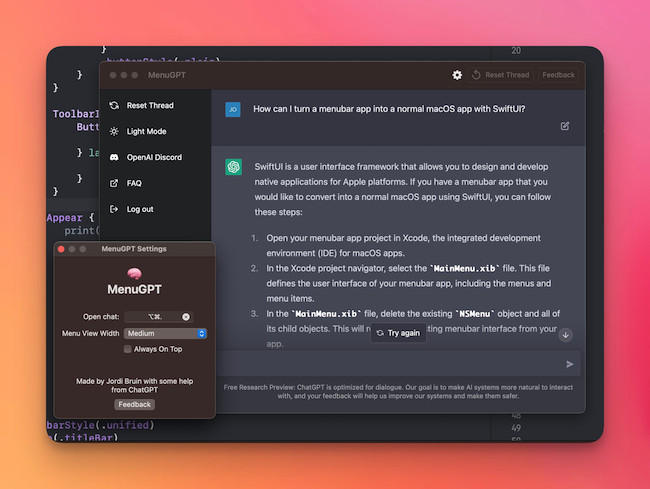 }
.buttonStyle(.plain)
}
}
ToolbarI
Butt
} la
}
}
Appear {
print(
20
MenuGPT
Reset Thread
Feedback
Reset Thread
Light Mode
OpenAI Discord
FAQ
Log out
JO
How can I turn a menubar app into a normal macOS app with SwiftUI?
SwiftUI is a user interface framework that allows you to design and develop
native applications for Apple platforms. If you have a menubar app that you
would like to convert into a normal macOS app using SwiftUI, you can follow
these steps:
1. Open your menubar app project in Xcode, the integrated development
environment (IDE) for macOS apps.
2. In the Xcode project navigator, select the `MainMenu.xib` file. This file
defines the user interface of your menubar app, including the menus and
menu items.
3. In the `MainMenu.xib` file, delete the existing `NSMenu` object and all of
its child objects. This will r
ting menubar interface from your
app.
Try again
Free Research Preview: ChatGPT is optimized for dialogue. Our goal is to make AI systems more natural to interact
with, and your feedback will help us improve our systems and make them safer.
MenuGPT Settings
MenuGPT
Open chat: ⌥⌘.
Menu View Width Medium
Always On Top
Made by Jordi Bruin with some help
from ChatGPT
Feedback
barStyle(.unified)
(.titleBar)
48
49
50